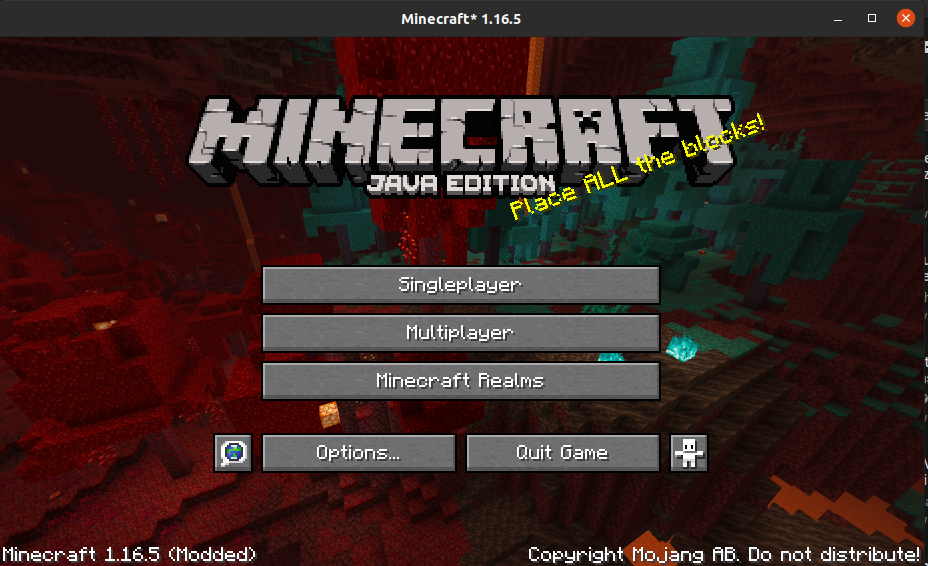 Minecraft* 1.16.5
MINECRAFT
JAVA EDITION
Place ALL the blocks!
Singleplayer
Multiplayer
Minecraft Realms
Options...
Quit Game
Minecraft 1.16.5 (Modded)
Copyright Mojang AB. Do not distribute!